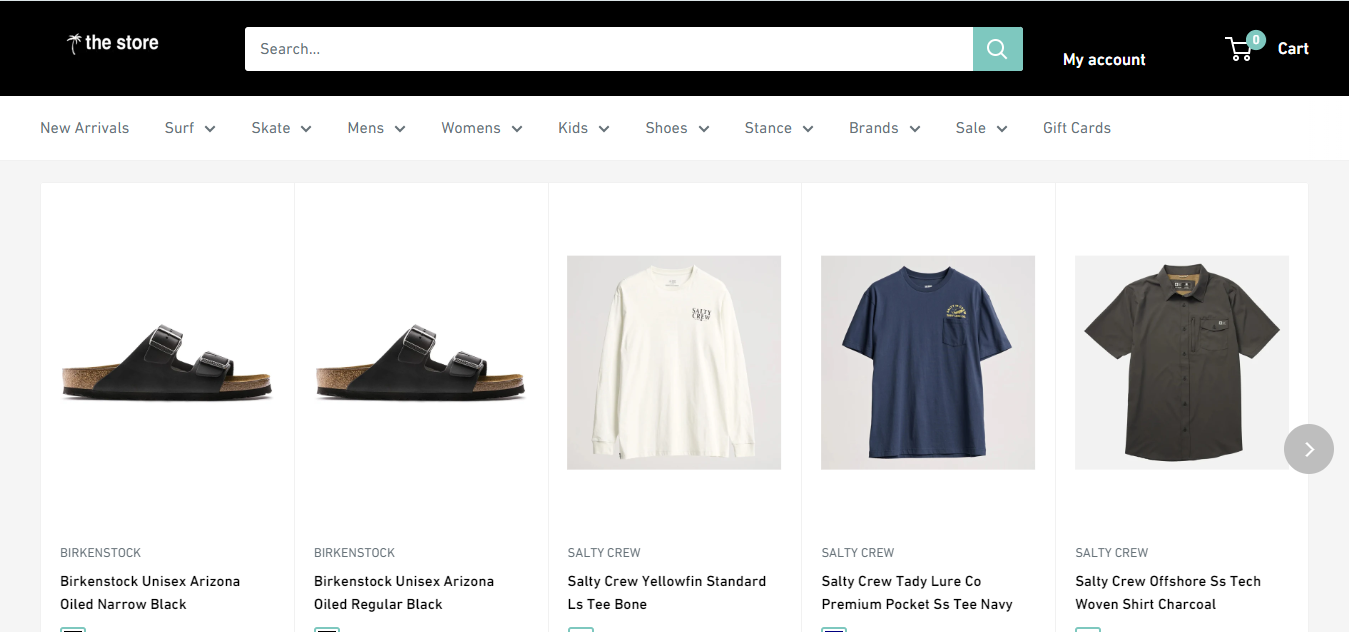 the store
Search...
My account
0
Cart
New Arrivals
Surf
Skate
Mens
Womens
Kids
Shoes
Stance
Brands
Sale
Gift Cards
SALTY
CREW
BIRKENSTOCK
Birkenstock Unisex Arizona
Oiled Narrow Black
BIRKENSTOCK
Birkenstock Unisex Arizona
Oiled Regular Black
SALTY CREW
Salty Crew Yellowfin Standard
Ls Tee Bone
SALTY CREW
Salty Crew Tady Lure Co
Premium Pocket Ss Tee Navy
SALTY CREW
Salty Crew Offshore Ss Tech
Woven Shirt Charcoal